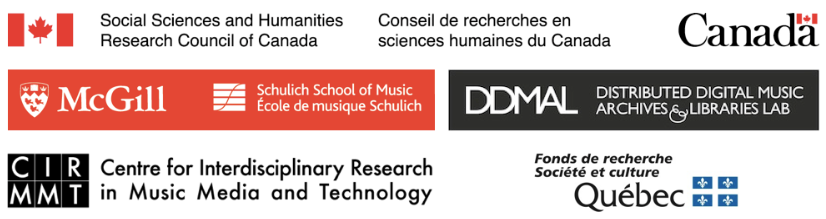 Social Sciences and Humanities
Research Council of Canada
Conseil de recherches en
sciences humaines du Canada
Canada
McGill
Schulich School of Music
École de musique Schulich
DDMAL
DISTRIBUTED DIGITAL MUSIC
ARCHIVES & LIBRARIES LAB
CIR
MMT
Centre for Interdisciplinary Research
in Music Media and Technology
Fonds de recherche
Société et culture
Québec